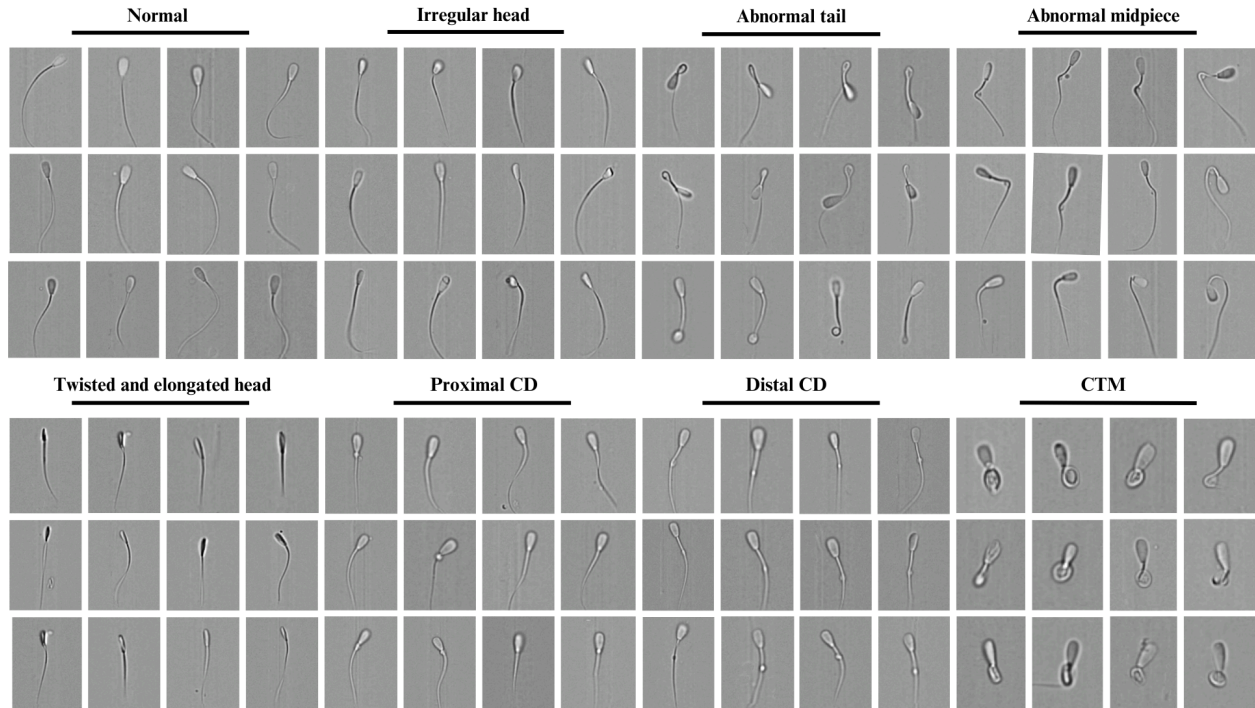 Normal
Irregular head
Abnormal tail
Abnormal midpiece
Twisted and elongated head
Proximal CD
Distal CD
CTM